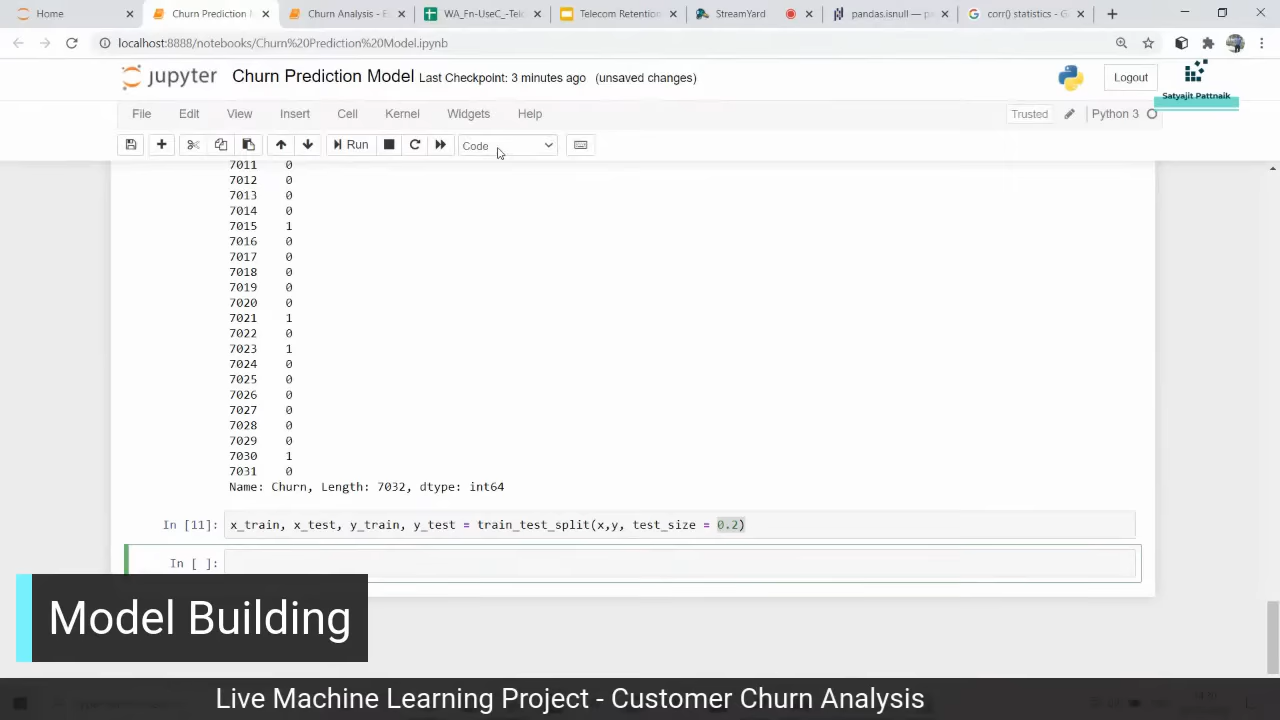 Home
Churn Prediction M
Churn Analysis - E
WA_Fn-UseC_-Tel
Telecom Retention
StreamYard
pandas.isnull — p
corr() statistics - G
localhost:8888/notebooks/Churn%20Prediction%20Model.ipynb
jupyter
Churn Prediction Model Last Checkpoint: 3 minutes ago (unsaved changes)
Logout
Satyajit Pattnaik
File Edit View Insert Cell Kernel Widgets Help
Trusted
Python 3
Run
Code
7011 0
7012 0
7013 0
7014 0
7015 1
7016 0
7017 0
7018 0
7019 0
7020 0
7021 1
7022 0
7023 1
7024 0
7025 0
7026 0
7027 0
7028 0
7029 0
7030 1
7031 0
Name: Churn, Length: 7032, dtype: int64
In [11]: x_train, x_test, y_train, y_test = train_test_split(x,y, test_size = 0.2)
In [ ]:
Model Building
Live Machine Learning Project - Customer Churn Analysis